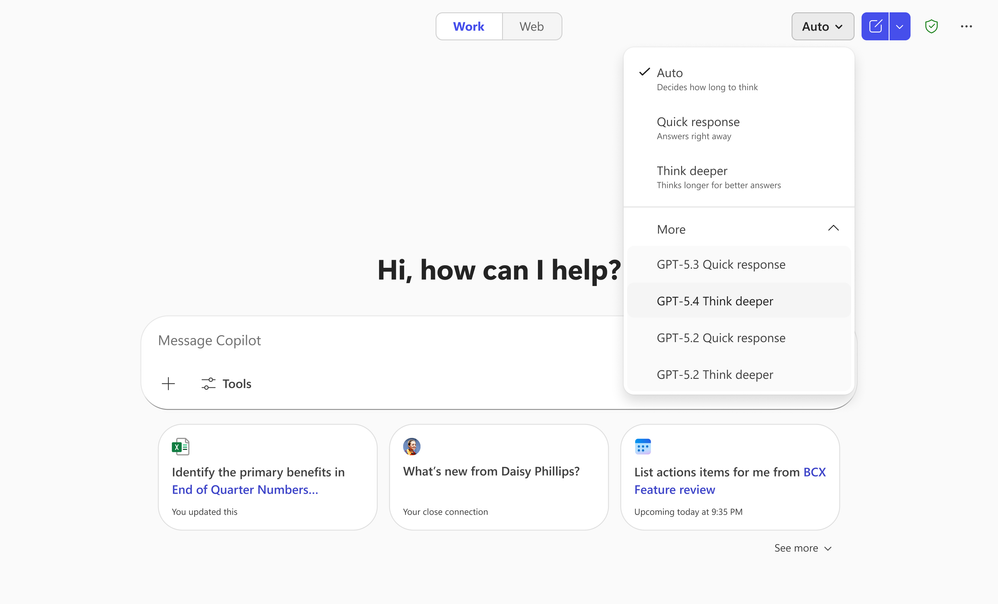 Work
Web
Auto
Auto
Decides how long to think
Quick response
Answers right away
Think deeper
Thinks longer for better answers
More
GPT-5.3 Quick response
GPT-5.4 Think deeper
GPT-5.2 Quick response
GPT-5.2 Think deeper
Hi, how can I help?
Message Copilot
Tools
Identify the primary benefits in
End of Quarter Numbers...
You updated this
What's new from Daisy Phillips?
Your close connection
List actions items for me from BCX
Feature review
Upcoming today at 9:35 PM
See more